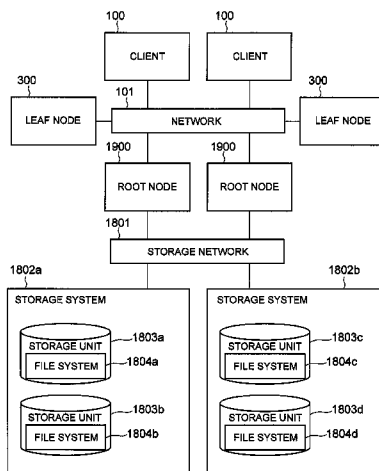 100 100
CLIENT CLIENT
300 101 300
LEAF NODE NETWORK LEAF NODE
1900 1900
ROOT NODE ROOT NODE
1801
STORAGE NETWORK
1802a 1802b
STORAGE SYSTEM STORAGE SYSTEM
1803a 1803c
STORAGE UNIT STORAGE UNIT
FILE SYSTEM 1804a FILE SYSTEM 1804c
1803b 1803d
STORAGE UNIT STORAGE UNIT
FILE SYSTEM 1804b FILE SYSTEM 1804d